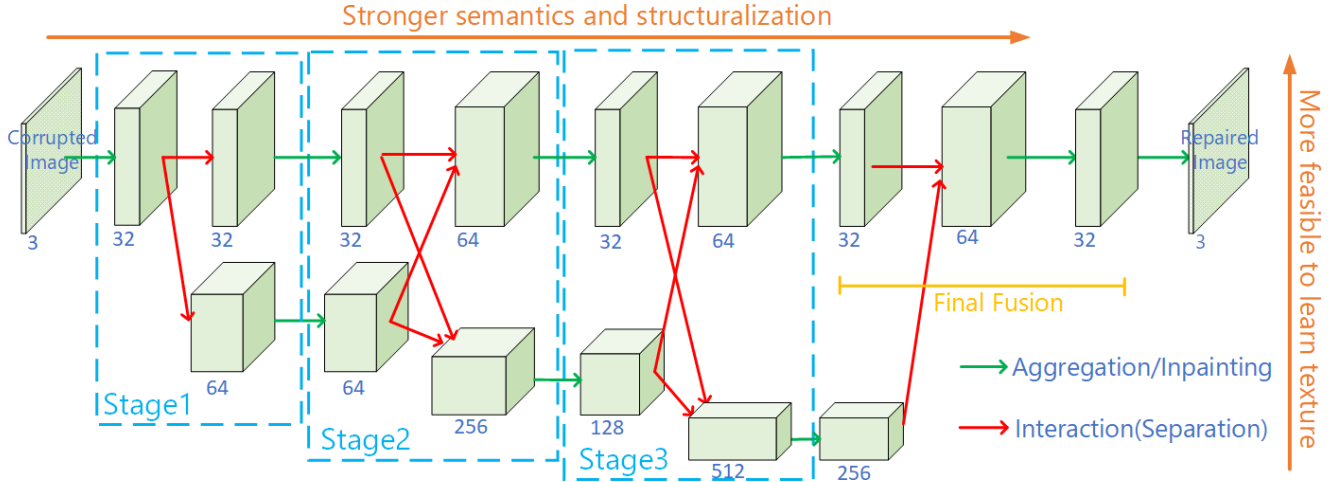 Stronger semantics and structuralization
Corrupted
Image
Repaired
Image
3
32
32
32
64
32
64
32
64
32
3
64
64
256
128
512
256
Stage1
Stage2
Stage3
Final Fusion
Aggregation/Inpainting
Interaction(Separation)
More feasible to learn texture